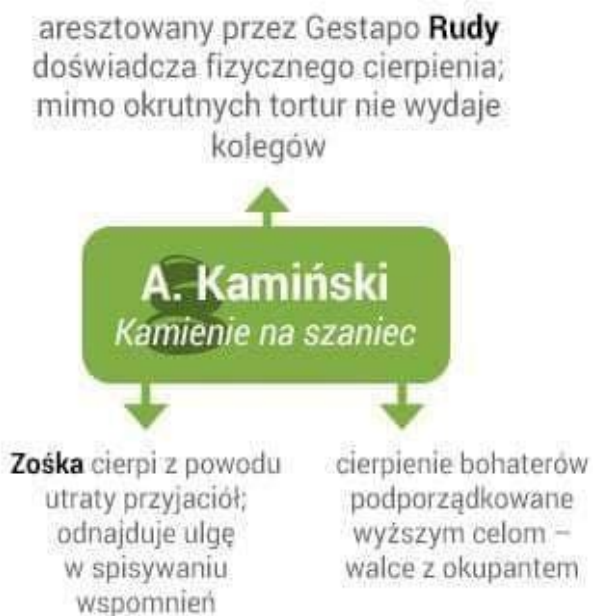 aresztowany przez Gestapo Rudy
doświadcza fizycznego cierpienia;
mimo okrutnych tortur nie wydaje
kolegów
A. Kamiński
Kamienie na szaniec
Zośka cierpi z powodu
utraty przyjaciół;
odnajduje ulgę
w spisywaniu
wspomnień
cierpienie bohaterów
podporządkowane
wyższym celom –
walce z okupantem